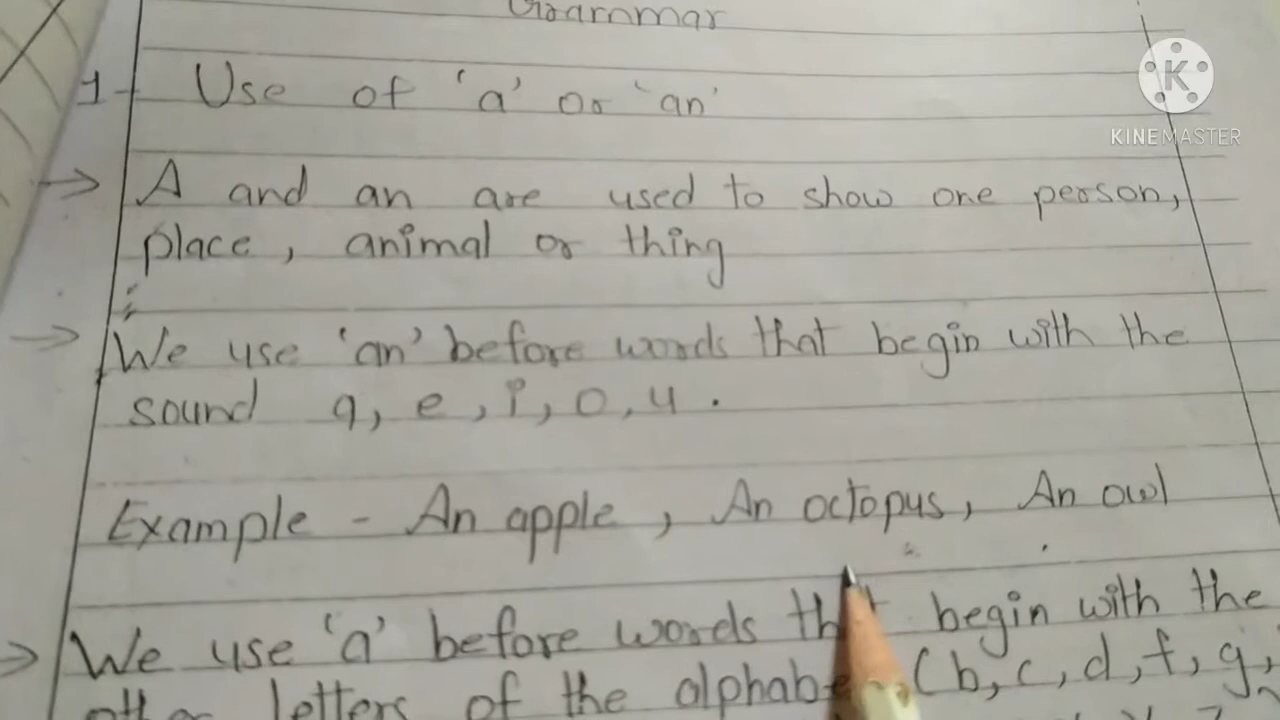 Grammar
1- Use of 'a' or 'an'
KINEMASTER
→ A and an are used to show one person,
place, animal or thing
→ We use 'an' before words that begin with the
sound a, e, i, o, u.
Example - An apple, An octopus, An owl
→ We use 'a' before words that begin with the
other letters of the alphabet (b, c, d, f, g,